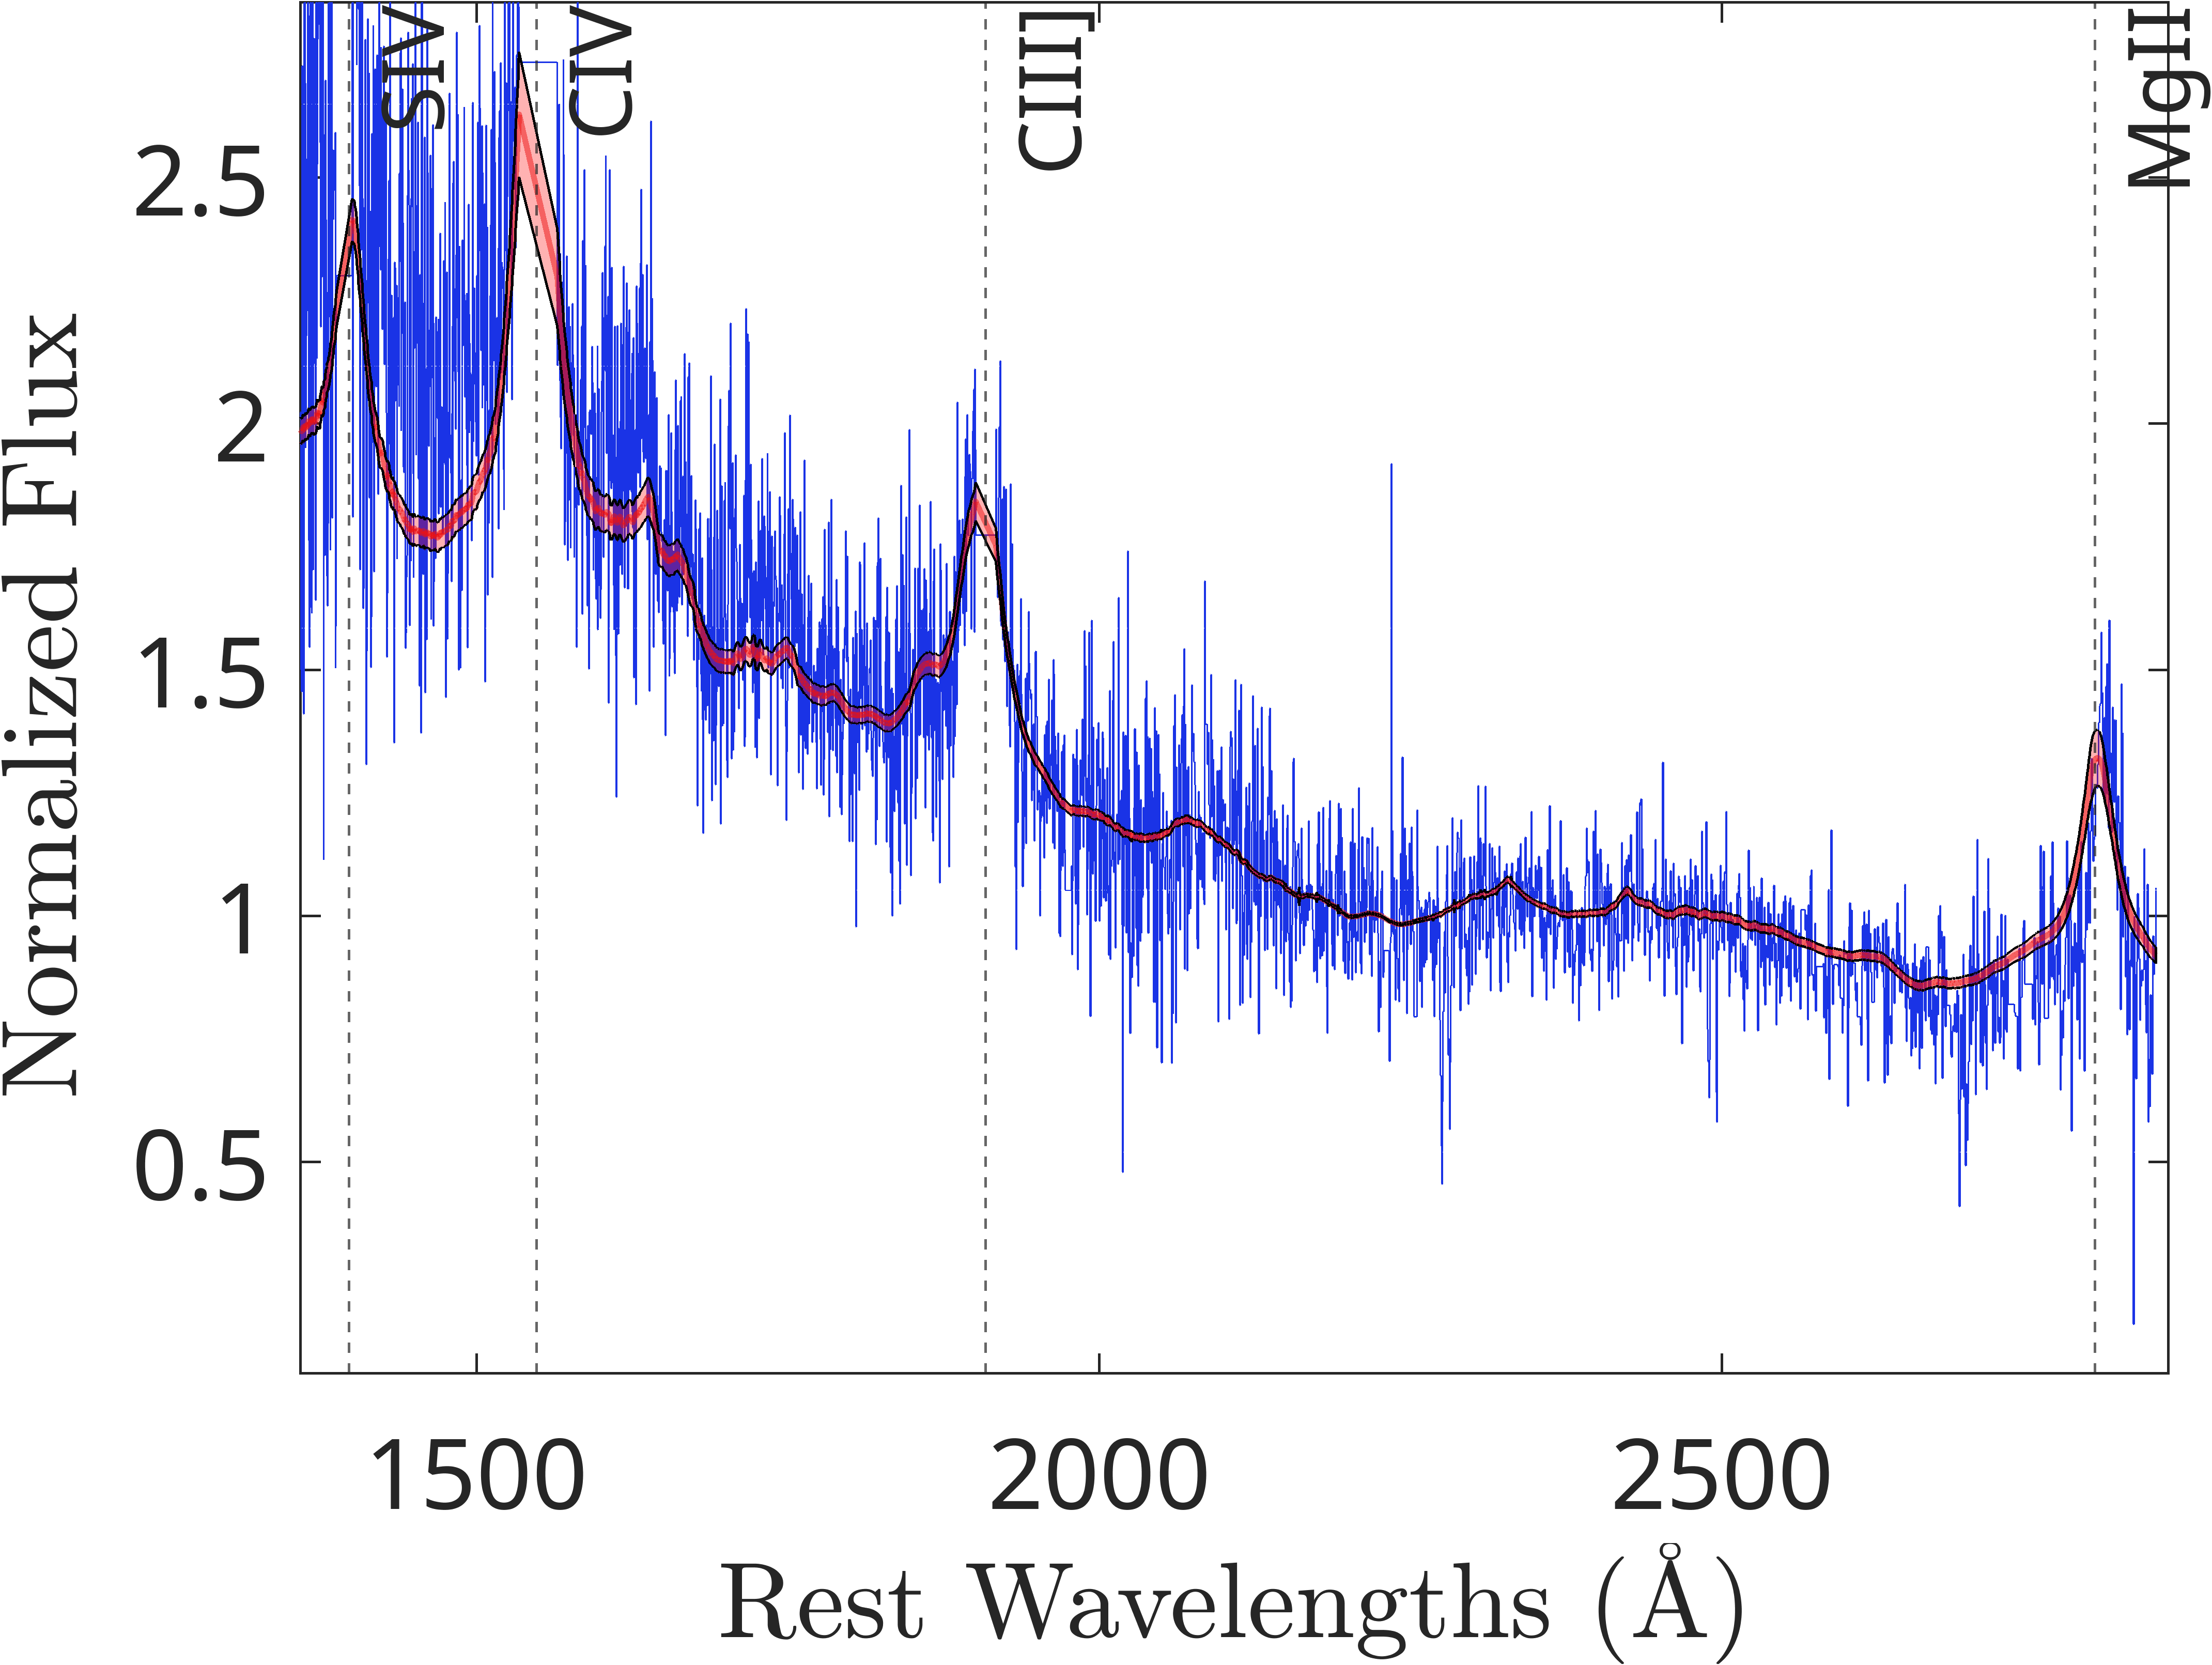 SIV
CIV
CIII]
MgII
2.5
2
1.5
1
0.5
Normalized Flux
1500
2000
2500
Rest Wavelengths (Å)